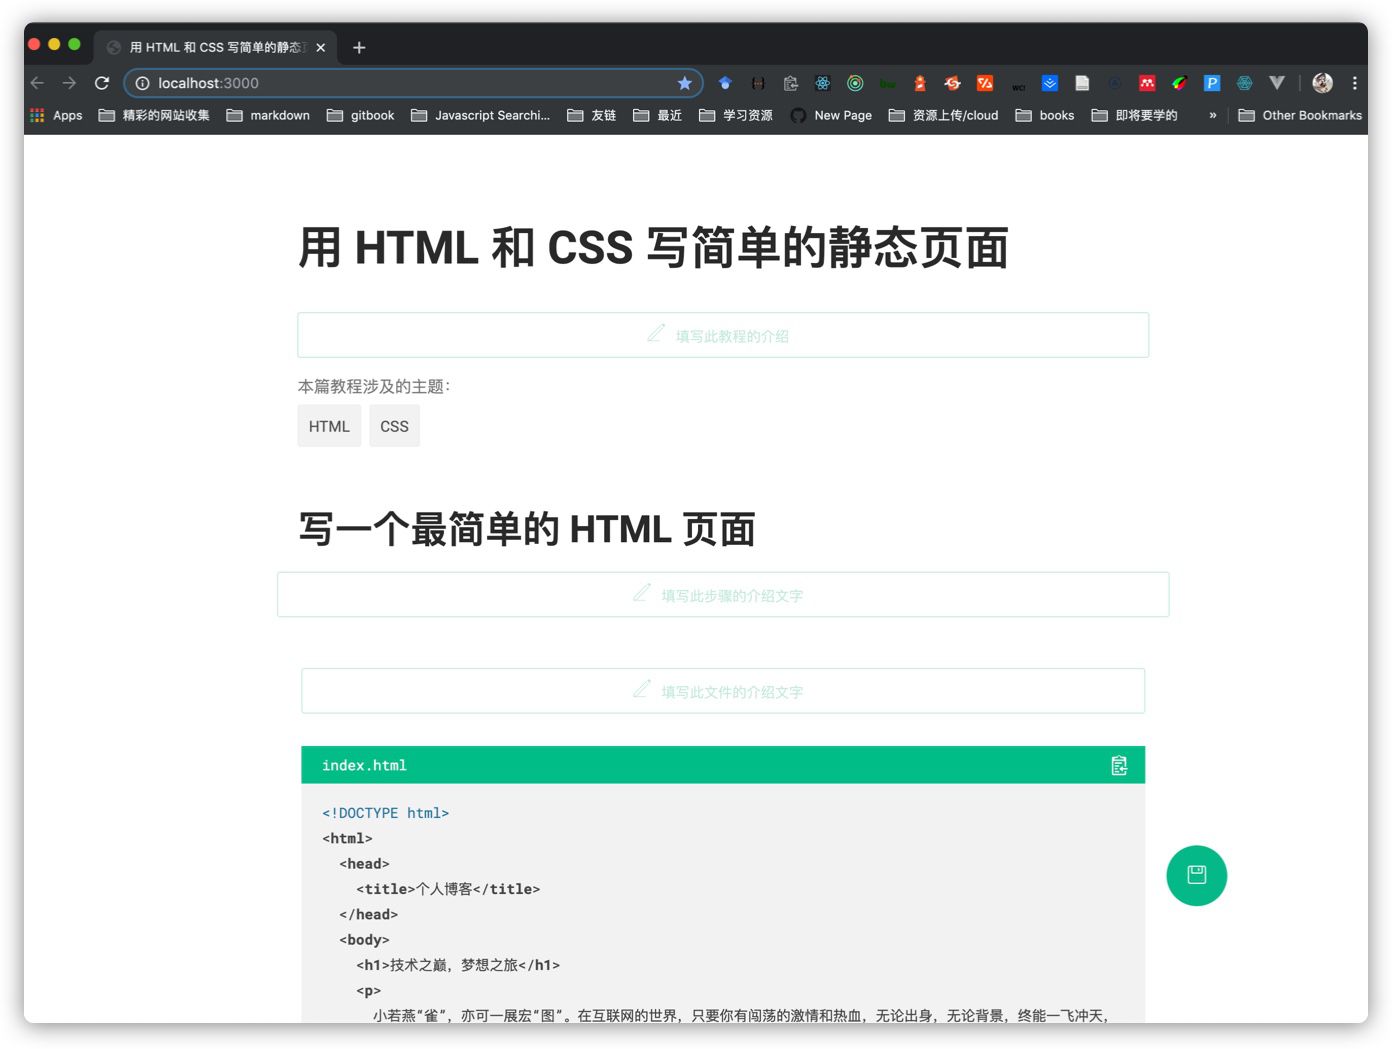 用 HTML 和 CSS 写简单的静态页
localhost:3000
Apps 精彩的网站收集 markdown gitbook Javascript Searchi... 友链 最近 学习资源 New Page 资源上传/cloud books 即将要学的 » Other Bookmarks
用 HTML 和 CSS 写简单的静态页面
填写此教程的介绍
本篇教程涉及的主题：
HTML CSS
写一个最简单的 HTML 页面
填写此步骤的介绍文字
填写此文件的介绍文字
index.html
<!DOCTYPE html>
<html>
<head>
<title>个人博客</title>
</head>
<body>
<h1>技术之巅，梦想之旅</h1>
<p>
小若燕“雀”，亦可一展宏“图”。在互联网的世界，只要你有闯荡的激情和热血，无论出身，无论背景，终能一飞冲天，